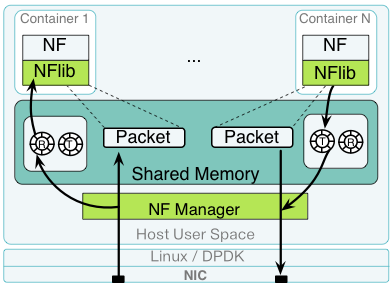 Container 1
Container N
NF
NF
NFlib
NFlib
...
R
T
Packet
Packet
T
R
Shared Memory
NF Manager
Host User Space
Linux / DPDK
NIC